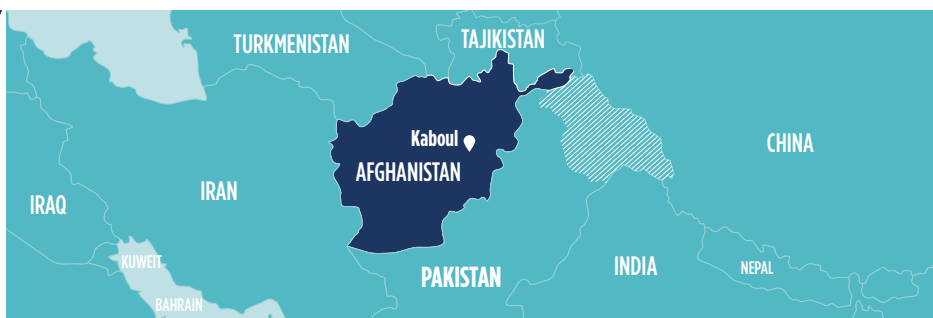 TURKMENISTAN
TAJIKISTAN
Kaboul
CHINA
AFGHANISTAN
IRAN
IRAQ
KUWEIT
INDIA
NEPAL
PAKISTAN
BAHRAIN